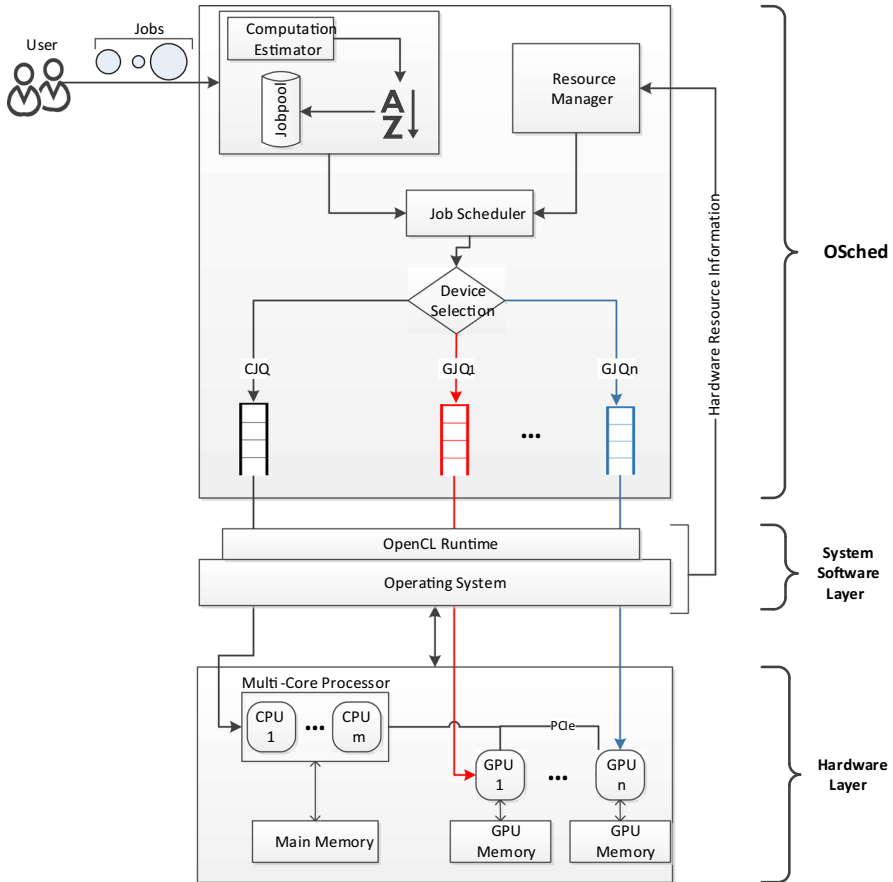 User
Jobs
Computation
Estimator
Jobpool
A
Z
Resource
Manager
Job Scheduler
Device
Selection
CJQ
GJQ1
GJQn
...
Hardware Resource Information
OSched
OpenCL Runtime
Operating System
System
Software
Layer
Multi-Core Processor
CPU
1
...
CPU
m
PCIe
GPU
1
...
GPU
n
Main Memory
GPU
Memory
GPU
Memory
Hardware
Layer